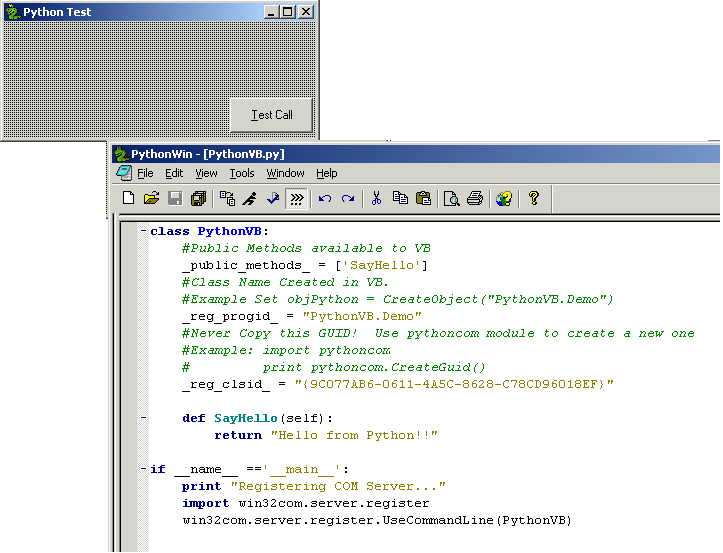 Python Test
Test Call
PythonWin - [PythonVB.py]
File Edit View Tools Window Help
class PythonVB:
#Public Methods available to VB
_public_methods_ = ['SayHello']
#Class Name Created in VB.
#Example Set objPython = CreateObject("PythonVB.Demo")
_reg_progid_ = "PythonVB.Demo"
#Never Copy this GUID!  Use pythoncom module to create a new one
#Example: import pythoncom
#         print pythoncom.CreateGuid()
_reg_clsid_ = "{9C077AB6-0611-4A5C-8628-C78CD96018EF}"
def SayHello(self):
return "Hello from Python!!"
if __name__ =='__main__':
print "Registering COM Server..."
import win32com.server.register
win32com.server.register.UseCommandLine(PythonVB)